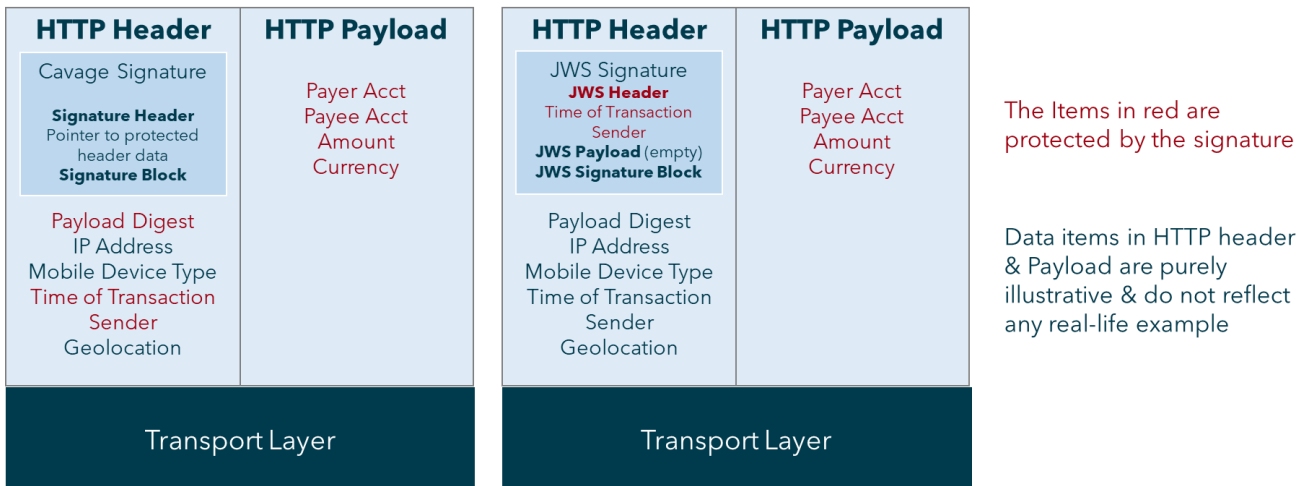 HTTP Header
Cavage Signature
Signature Header
Pointer to protected
header data
Signature Block
Payload Digest
IP Address
Mobile Device Type
Time of Transaction
Sender
Geolocation
HTTP Payload
Payer Acct
Payee Acct
Amount
Currency
Transport Layer
HTTP Header
JWS Signature
JWS Header
Time of Transaction
Sender
JWS Payload (empty)
JWS Signature Block
Payload Digest
IP Address
Mobile Device Type
Time of Transaction
Sender
Geolocation
HTTP Payload
Payer Acct
Payee Acct
Amount
Currency
Transport Layer
The Items in red are
protected by the signature
Data items in HTTP header
& Payload are purely
illustrative & do not reflect
any real-life example